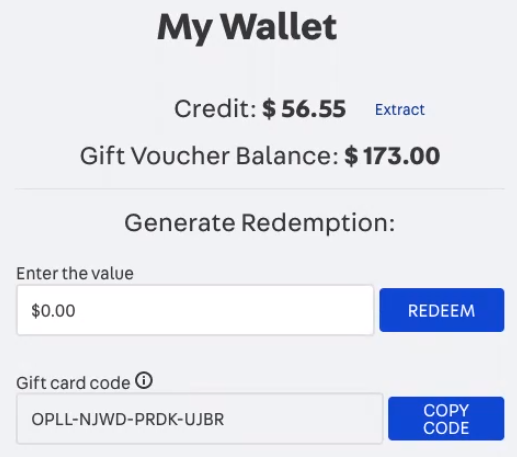 My Wallet
Credit: $ 56.55 Extract
Gift Voucher Balance: $ 173.00
Generate Redemption:
Enter the value
$0.00 REDEEM
Gift card code ⓘ
OPLL-NJWD-PRDK-UJBR COPY CODE